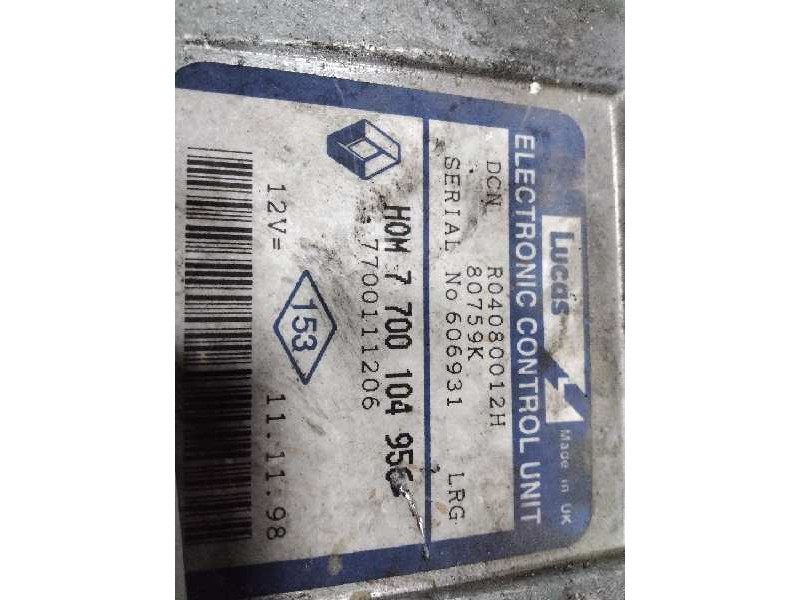 Lucas
Made in UK
ELECTRONIC CONTROL UNIT
DCN R04080012H
80759K
SERIAL No 606931 LRG
HOM 7 700 104 956
7700111206
153
12V= 11.11.98